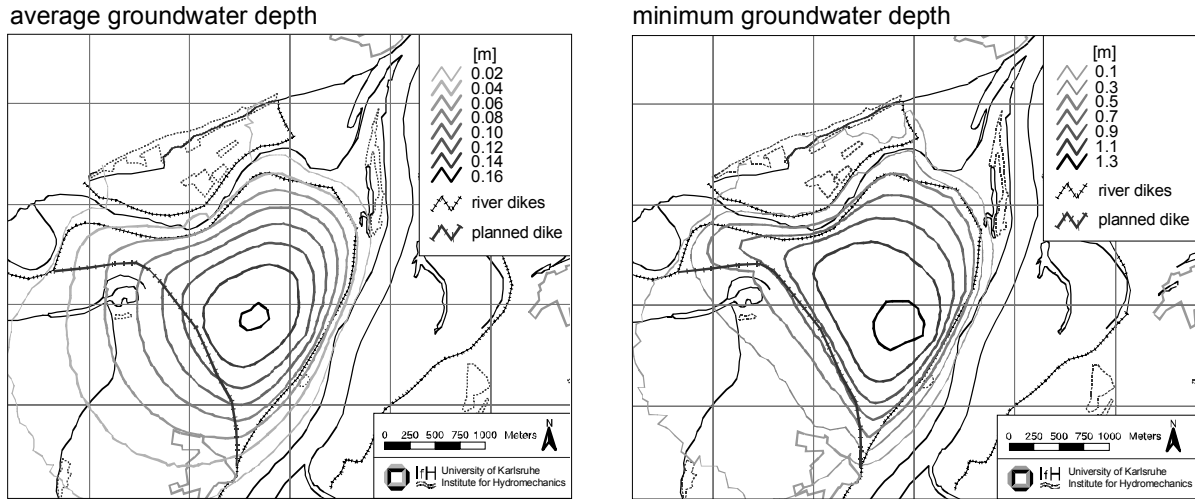 average groundwater depth
[m]
0.02
0.04
0.06
0.08
0.10
0.12
0.14
0.16
river dikes
planned dike
0 250 500 750 1000 Meters N
IfH University of Karlsruhe
Institute for Hydromechanics
minimum groundwater depth
[m]
0.1
0.3
0.5
0.7
0.9
1.1
1.3
river dikes
planned dike
0 250 500 750 1000 Meters N
IfH University of Karlsruhe
Institute for Hydromechanics